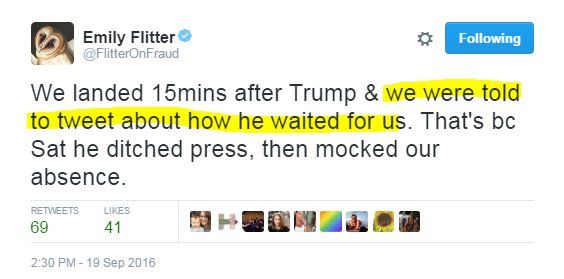 Emily Flitter
@FlitterOnFraud
Following
We landed 15mins after Trump & we were told
to tweet about how he waited for us. That's bc
Sat he ditched press, then mocked our
absence.
RETWEETS LIKES
69 41
2:30 PM - 19 Sep 2016